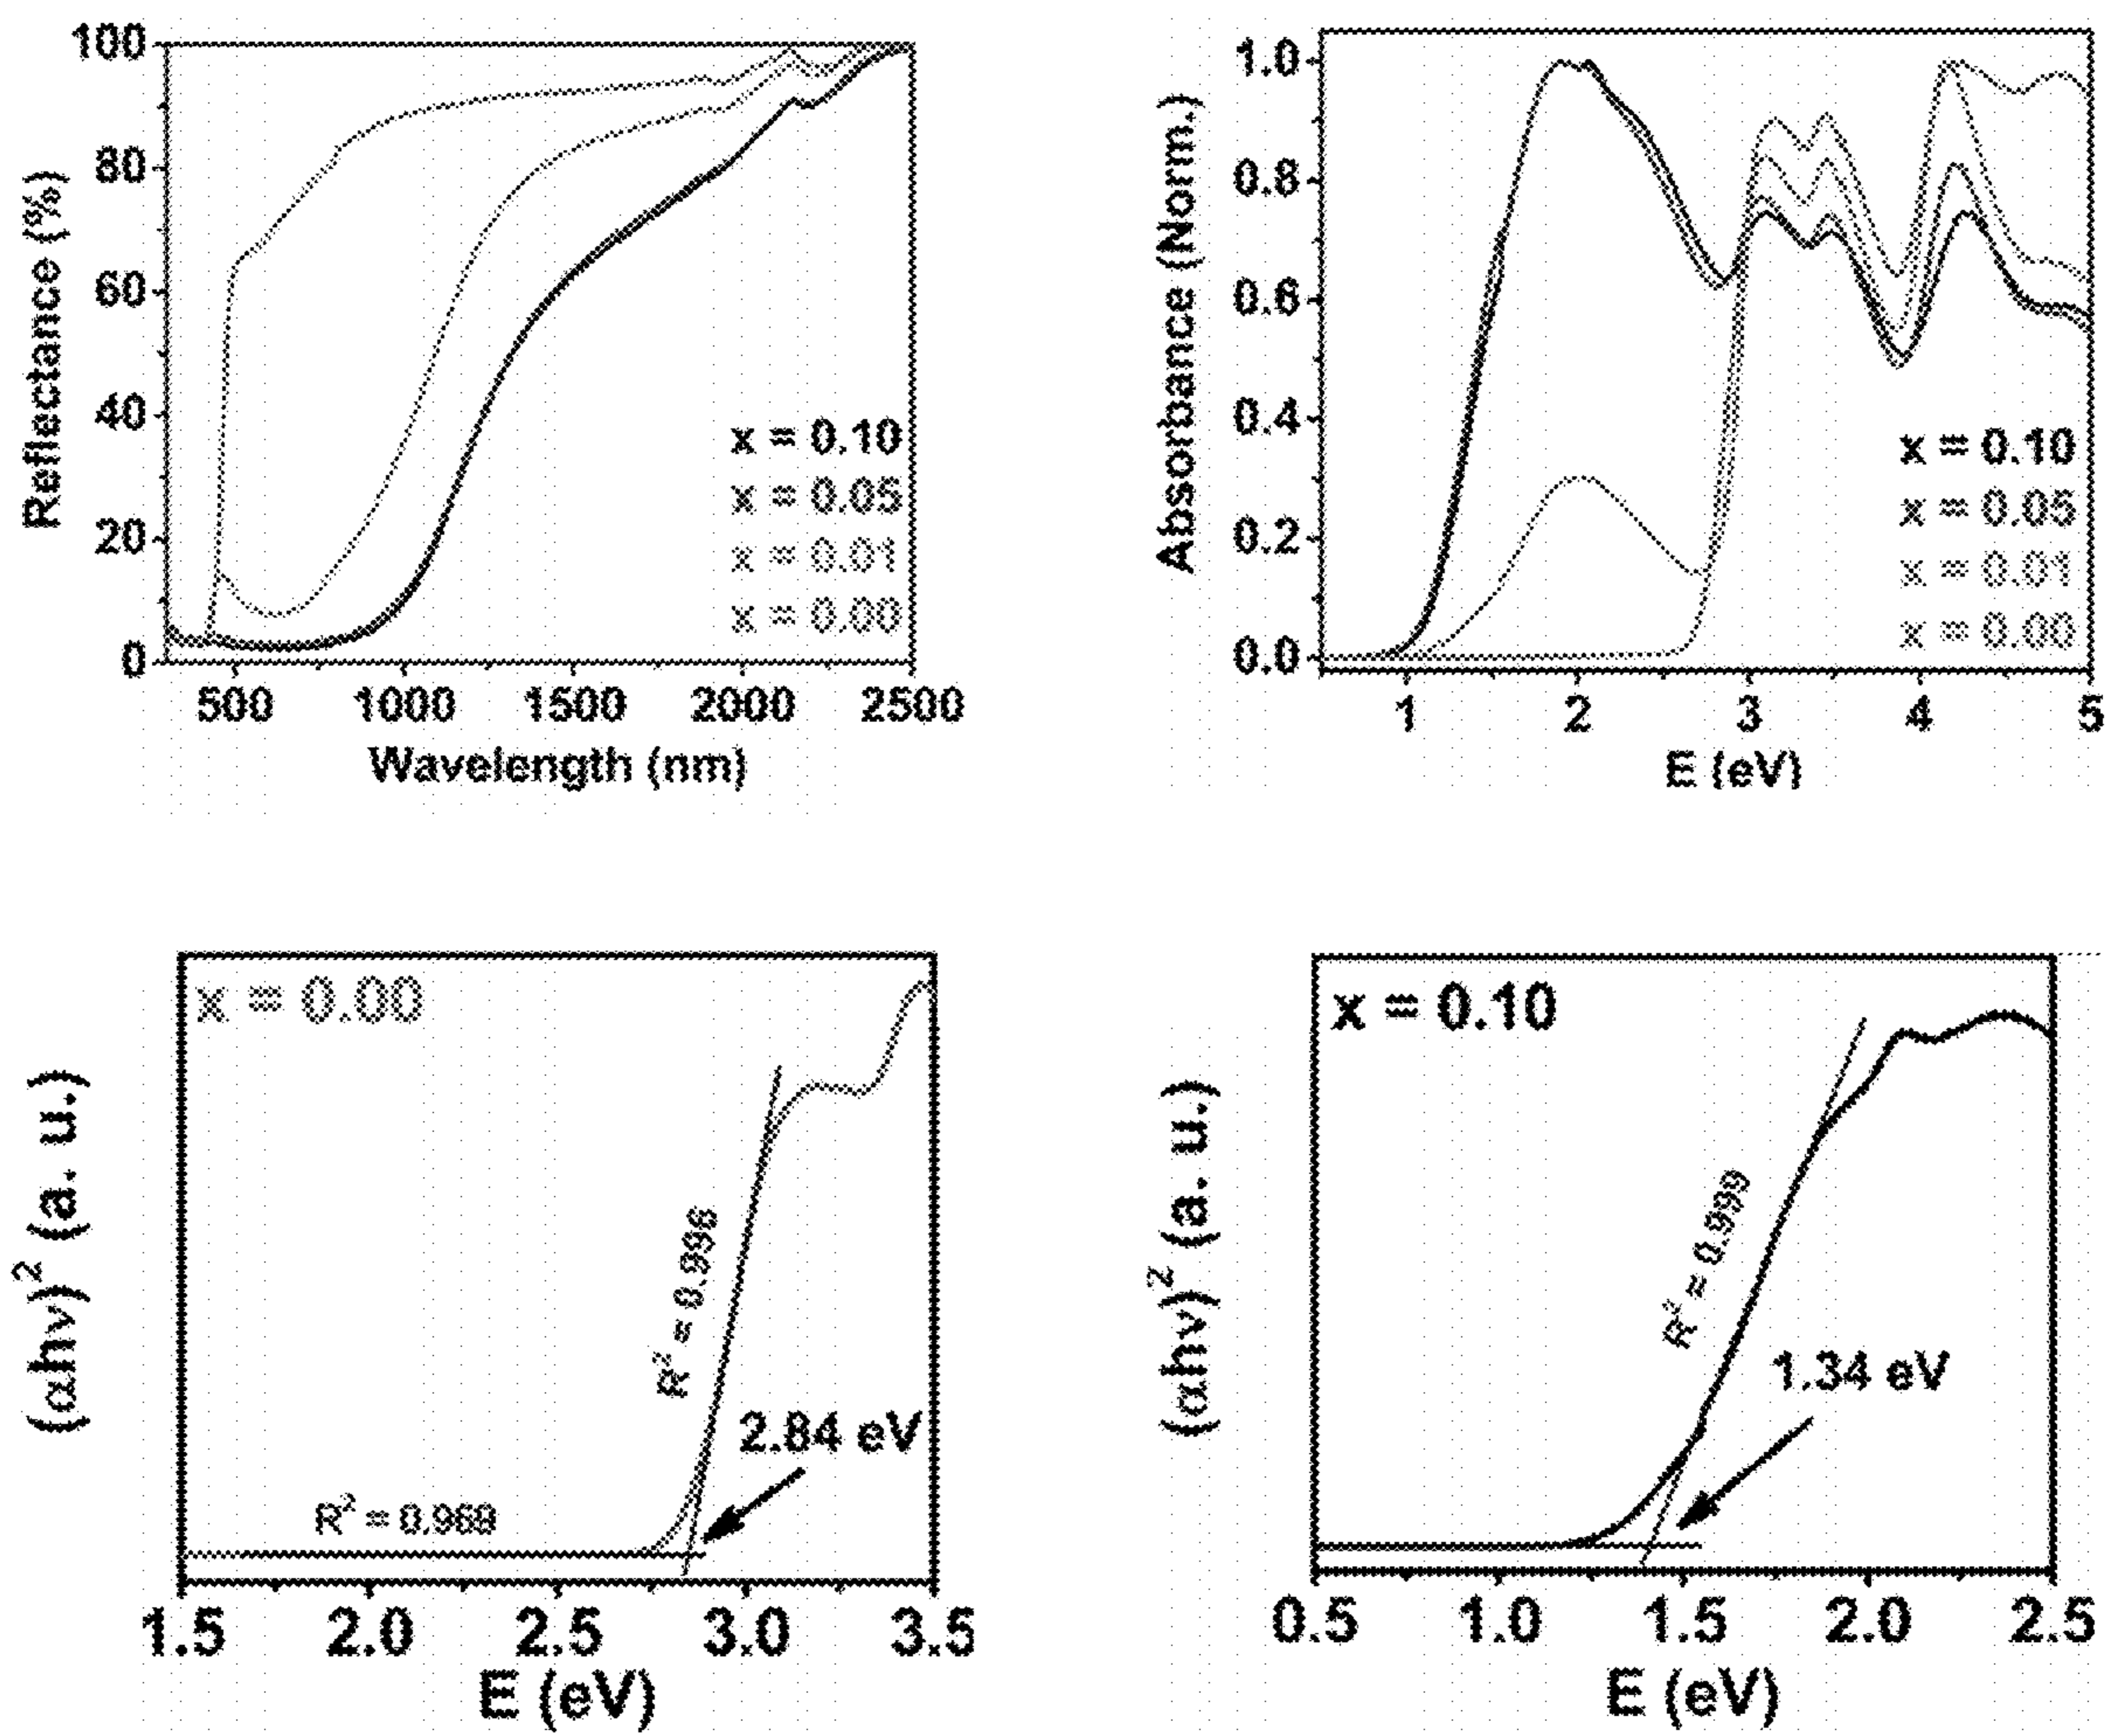 100
80
60
40
20
0
Reflectance (%)
x = 0.10
x = 0.05
x = 0.01
x = 0.00
500 1000 1500 2000 2500
Wavelength (nm)
1.0
0.8
0.6
0.4
0.2
0.0
Absorbance (Norm.)
x = 0.10
x = 0.05
x = 0.01
x = 0.00
1 2 3 4 5
E (eV)
x = 0.00
(αhν)² (a. u.)
R² = 0.996
2.84 eV
R² = 0.969
1.5 2.0 2.5 3.0 3.5
E (eV)
x = 0.10
(αhν)² (a. u.)
R² = 0.999
1.34 eV
0.5 1.0 1.5 2.0 2.5
E (eV)